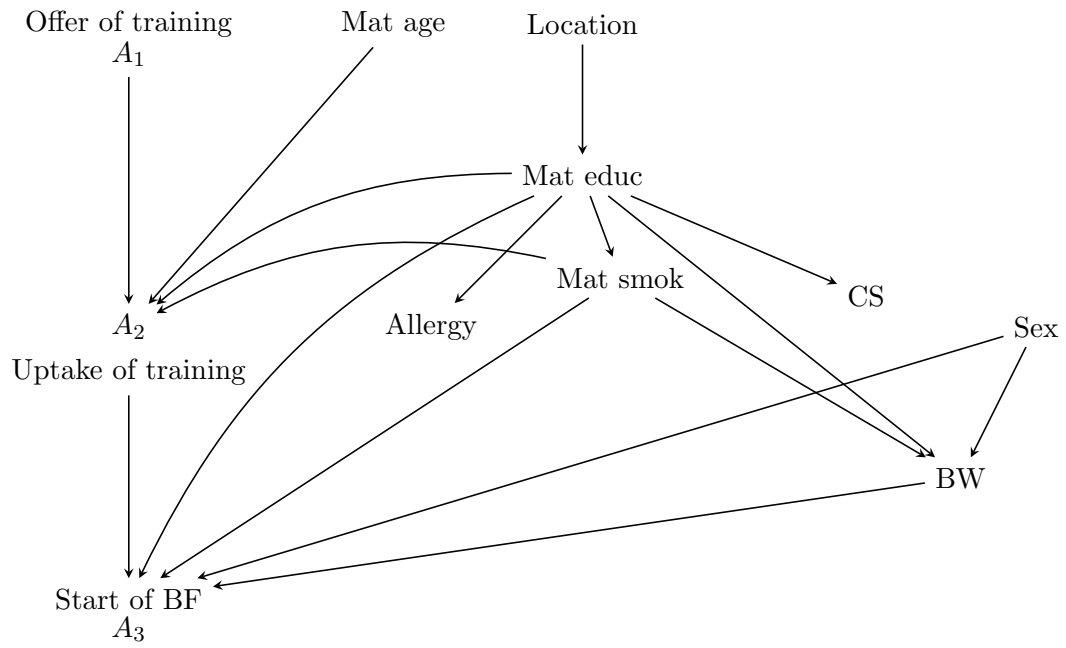 Offer of training
A₁
Mat age
Location
Mat educ
Mat smok
CS
Allergy
A₂
Sex
Uptake of training
BW
Start of BF
A₃